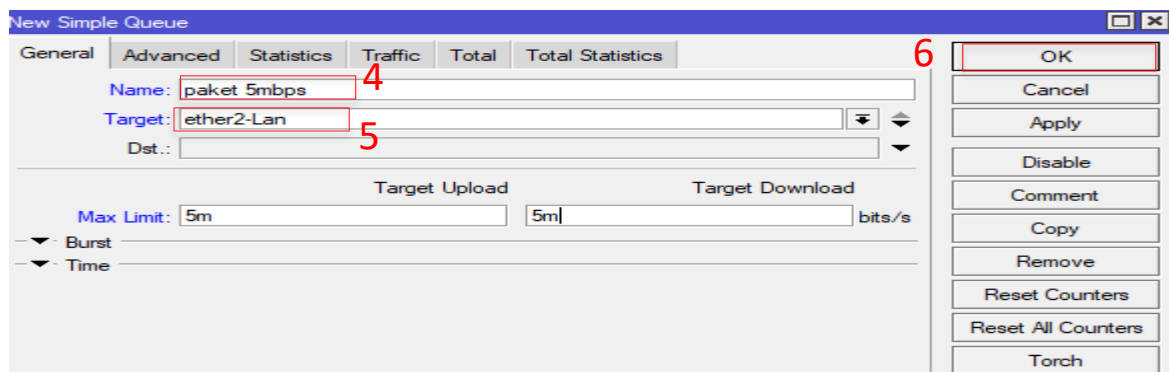 New Simple Queue
General Advanced Statistics Traffic Total Total Statistics
6 OK
Name: paket 5mbps 4
Cancel
Target: ether2-Lan 5
Apply
Dst.:
Disable
Target Upload Target Download
Comment
Max Limit: 5m 5m bits/s
Copy
Burst
Remove
Time
Reset Counters
Reset All Counters
Torch